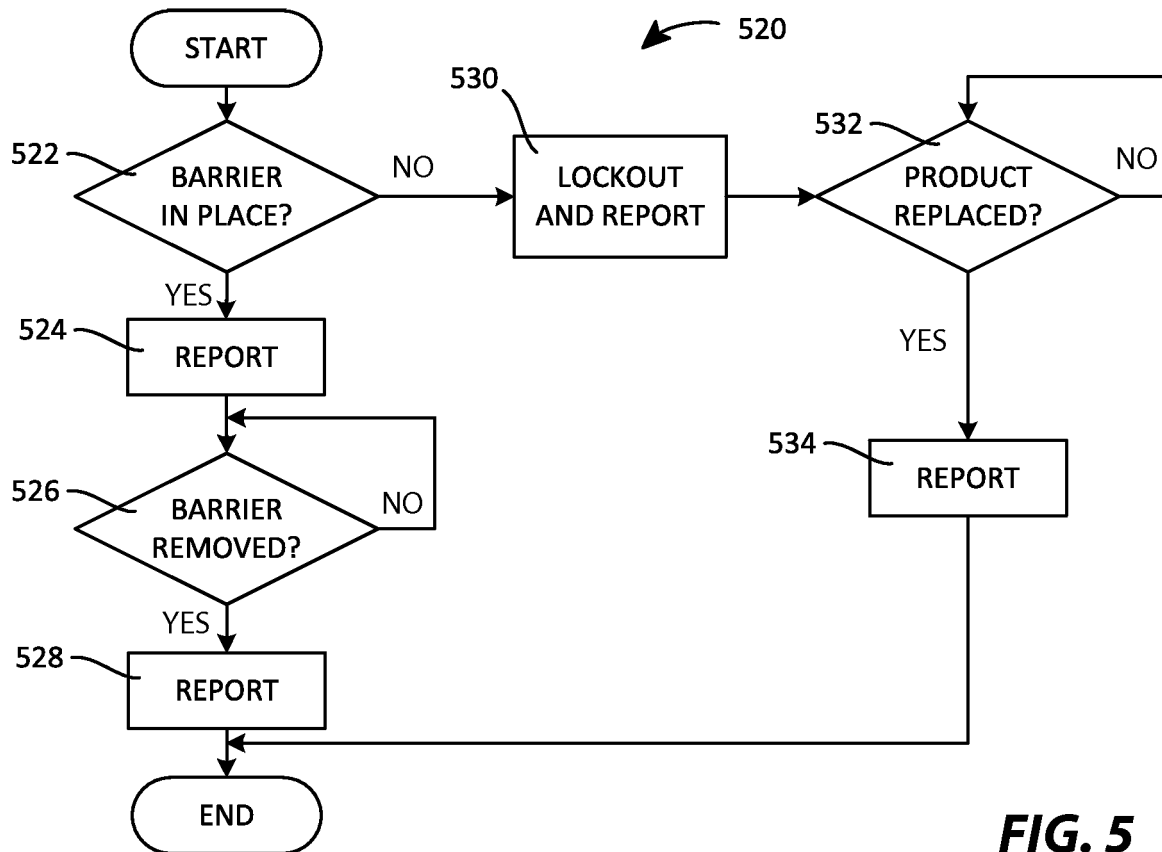 START
520
530
532
522
BARRIER
IN PLACE?
NO
LOCKOUT
AND REPORT
PRODUCT
REPLACED?
NO
YES
524
REPORT
YES
526
BARRIER
REMOVED?
NO
534
REPORT
YES
528
REPORT
END
FIG. 5